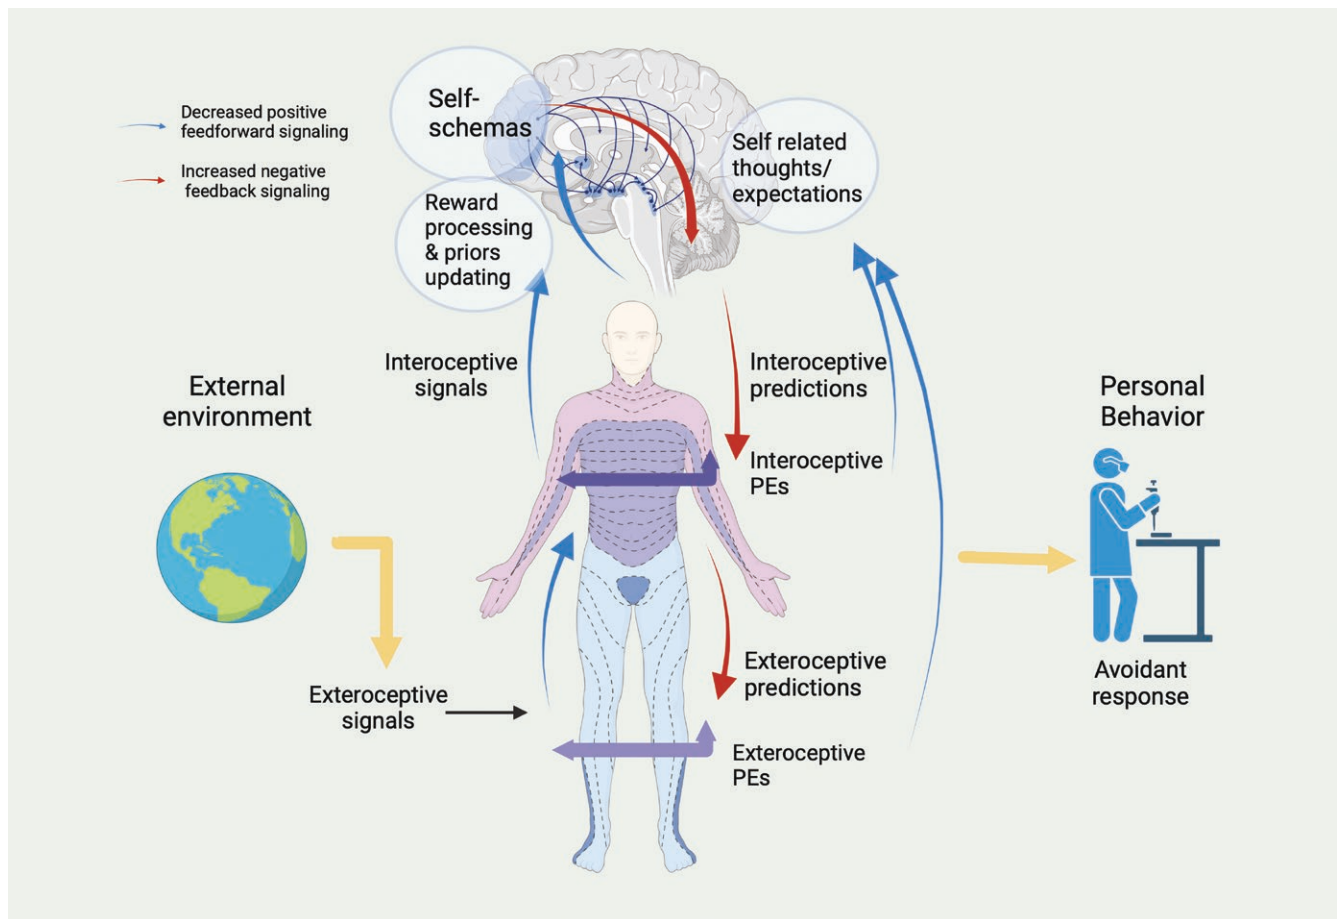 Decreased positive
feedforward signaling
Increased negative
feedback signaling
Self-
schemas
Reward
processing
& priors
updating
Self related
thoughts/
expectations
Interoceptive
signals
Interoceptive
predictions
Interoceptive
PEs
External
environment
Personal
Behavior
Exteroceptive
signals
Exteroceptive
predictions
Exteroceptive
PEs
Avoidant
response